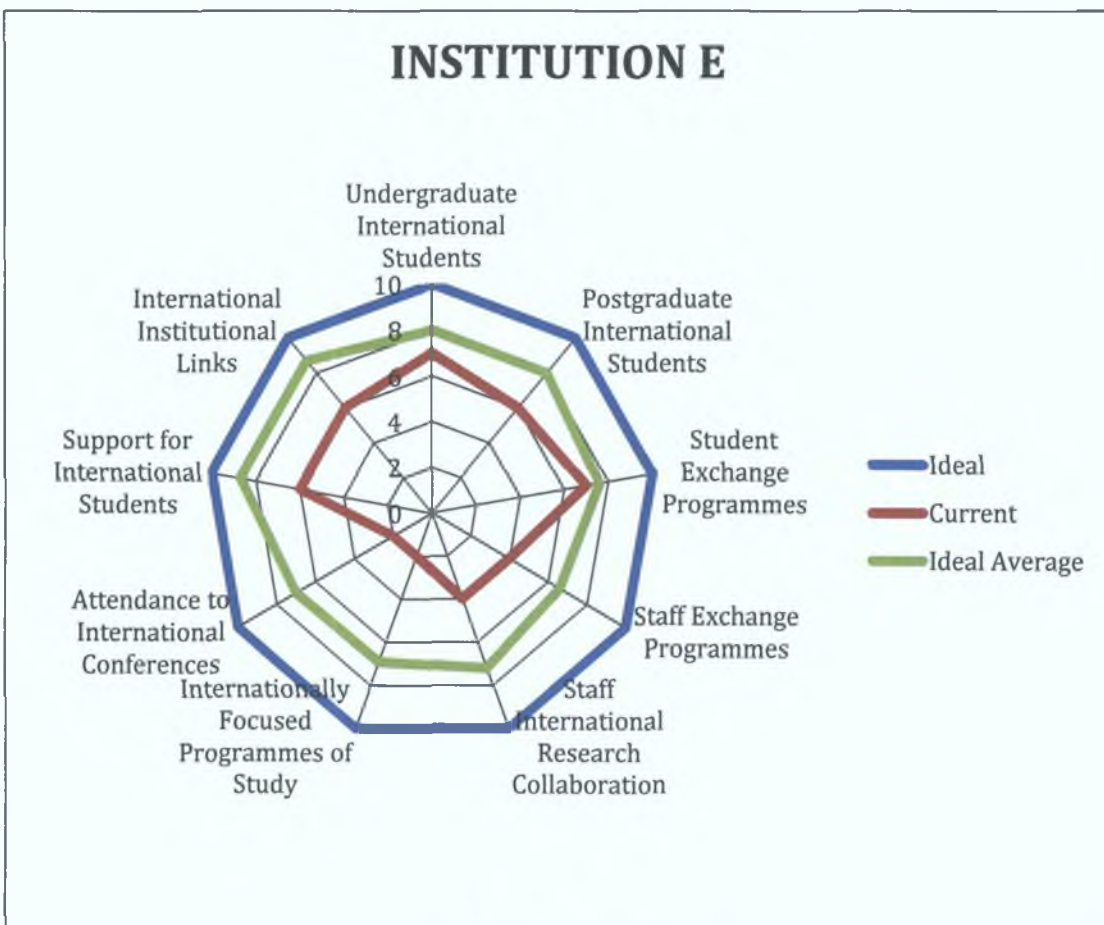 INSTITUTION E
Undergraduate
International
Students
Postgraduate
International
Students
Student
Exchange
Programmes
Staff Exchange
Programmes
Staff
International
Research
Collaboration
Internationally
Focused
Programmes of
Study
Attendance to
International
Conferences
Support for
International
Students
International
Institutional
Links
10
8
6
4
2
0
Ideal
Current
Ideal Average